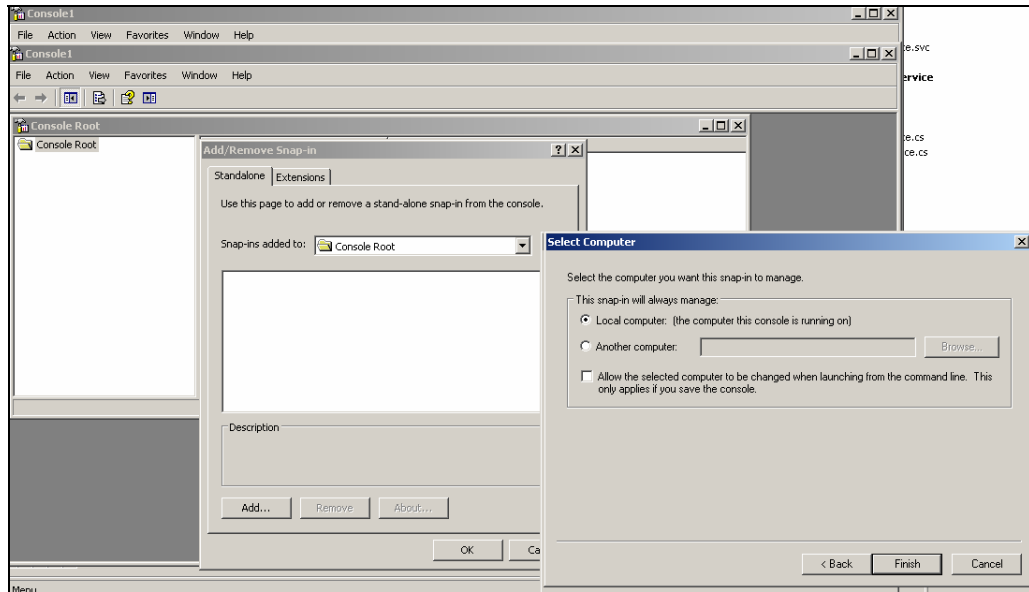 Console1
File Action View Favorites Window Help
Console1
File Action View Favorites Window Help
Console Root
Console Root
Add/Remove Snap-in
Standalone Extensions
Use this page to add or remove a stand-alone snap-in from the console.
Snap-ins added to: Console Root
Description
Add... Remove About...
OK Ca
Select Computer
Select the computer you want this snap-in to manage.
This snap-in will always manage:
Local computer: (the computer this console is running on)
Another computer: Browse...
Allow the selected computer to be changed when launching from the command line. This
only applies if you save the console.
< Back Finish Cancel
e.svc
ervice
e.cs
ce.cs
Menu